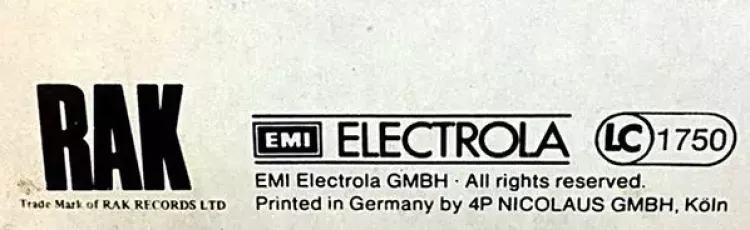 RAK
Trade Mark of RAK RECORDS LTD
EMI ELECTROLA LC 1750
EMI Electrola GMBH · All rights reserved.
Printed in Germany by 4P NICOLAUS GMBH, Köln